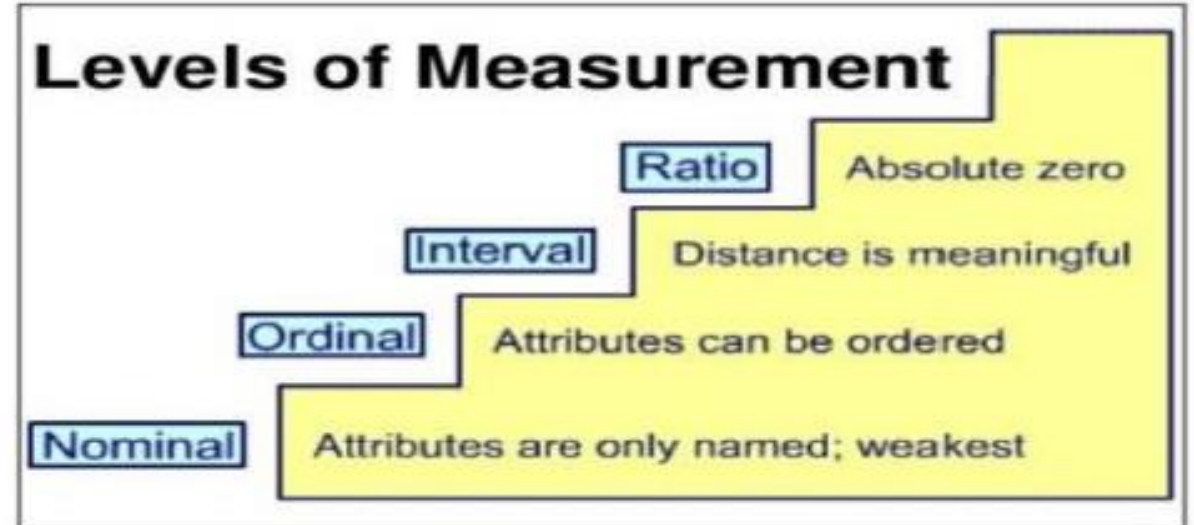 Levels of Measurement
Ratio Absolute zero
Interval Distance is meaningful
Ordinal Attributes can be ordered
Nominal Attributes are only named; weakest